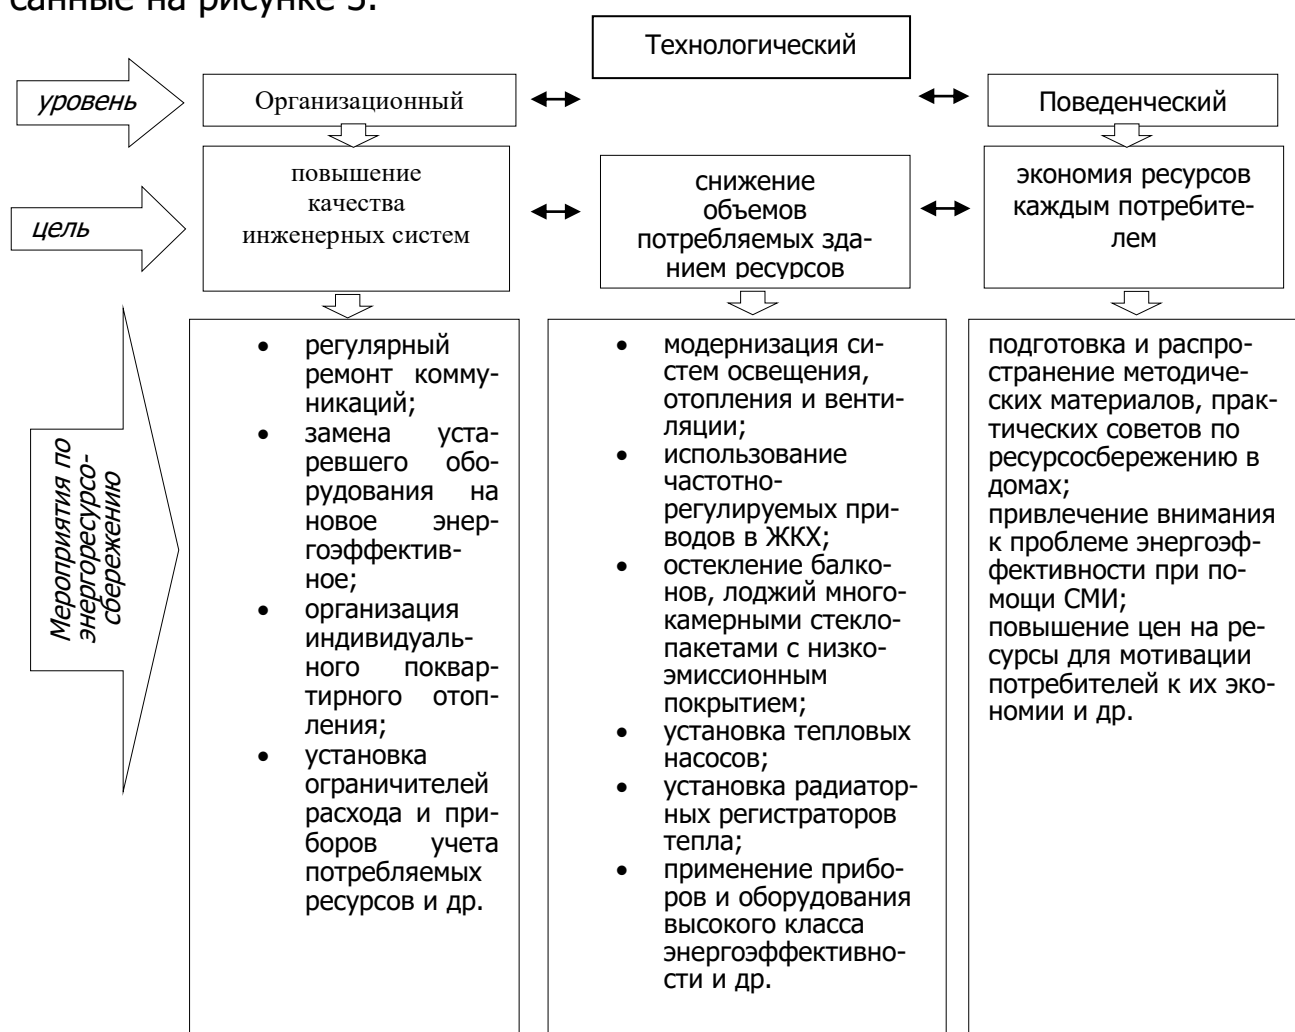 санные на рисунке 3.
Технологический
уровень
Организационный
Поведенческий
цель
повышение
качества
инженерных систем
снижение
объемов
потребляемых зда-
нием ресурсов
экономия ресурсов
каждым потребите-
лем
Мероприятия по
энергоресурсо-
сбережению
• регулярный
ремонт комму-
никаций;
• замена уста-
ревшего обо-
рудования на
новое энер-
гоэффектив-
ное;
• организация
индивидуаль-
ного поквар-
тирного отоп-
ления;
• установка
ограничителей
расхода и при-
боров учета
потребляемых
ресурсов и др.
• модернизация си-
стем освещения,
отопления и венти-
ляции;
• использование
частотно-
регулируемых при-
водов в ЖКХ;
• остекление балко-
нов, лоджий много-
камерными стекло-
пакетами с низко-
эмиссионным
покрытием;
• установка тепловых
насосов;
• установка радиатор-
ных регистраторов
тепла;
• применение прибо-
ров и оборудования
высокого класса
энергоэффективно-
сти и др.
подготовка и распро-
странение методиче-
ских материалов, прак-
тических советов по
ресурсосбережению в
домах;
привлечение внимания
к проблеме энергоэф-
фективности при по-
мощи СМИ;
повышение цен на ре-
сурсы для мотивации
потребителей к их эко-
номии и др.